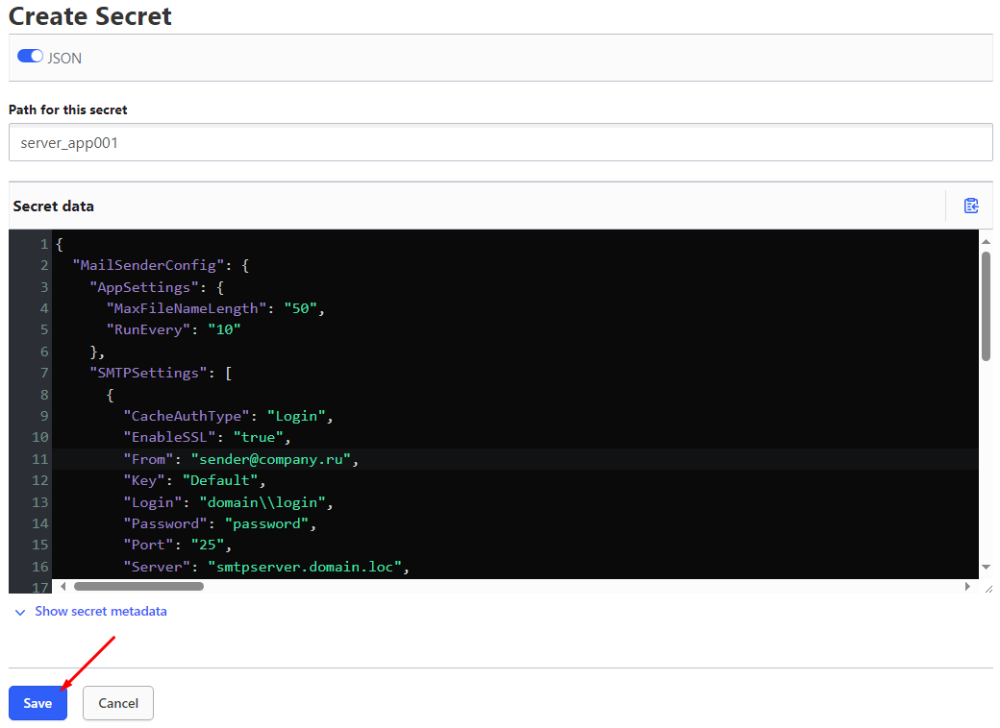 Create Secret
JSON
Path for this secret
server_app001
Secret data
1 {
2 "MailSenderConfig": {
3 "AppSettings": {
4 "MaxFileNameLength": "50",
5 "RunEvery": "10"
6 },
7 "SMTPSettings": [
8 {
9 "CacheAuthType": "Login",
10 "EnableSSL": "true",
11 "From": "sender@company.ru",
12 "Key": "Default",
13 "Login": "domain\\login",
14 "Password": "password",
15 "Port": "25",
16 "Server": "smtpserver.domain.loc",
17
Show secret metadata
Save Cancel